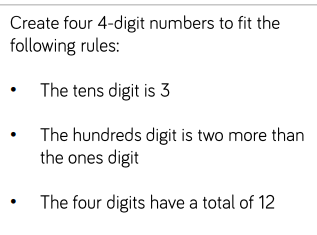 Create four 4-digit numbers to fit the
following rules:
• The tens digit is 3
• The hundreds digit is two more than
the ones digit
• The four digits have a total of 12